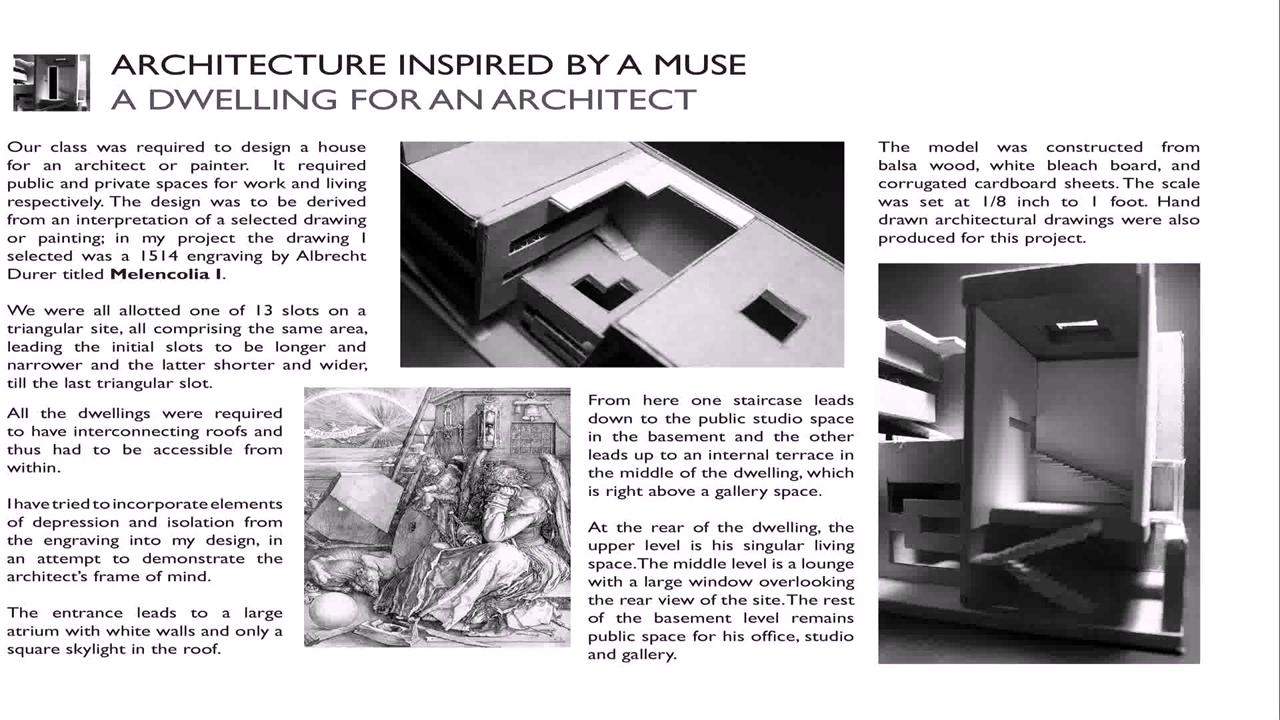 ARCHITECTURE INSPIRED BY A MUSE
A DWELLING FOR AN ARCHITECT
Our class was required to design a house
for an architect or painter. It required
public and private spaces for work and living
respectively. The design was to be derived
from an interpretation of a selected drawing
or painting; in my project the drawing I
selected was a 1514 engraving by Albrecht
Durer titled Melencolia I.
We were all allotted one of 13 slots on a
triangular site, all comprising the same area,
leading the initial slots to be longer and
narrower and the latter shorter and wider,
till the last triangular slot.
All the dwellings were required
to have interconnecting roofs and
thus had to be accessible from
within.
I have tried to incorporate elements
of depression and isolation from
the engraving into my design, in
an attempt to demonstrate the
architect's frame of mind.
The entrance leads to a large
atrium with white walls and only a
square skylight in the roof.
From here one staircase leads
down to the public studio space
in the basement and the other
leads up to an internal terrace in
the middle of the dwelling, which
is right above a gallery space.
At the rear of the dwelling, the
upper level is his singular living
space. The middle level is a lounge
with a large window overlooking
the rear view of the site. The rest
of the basement level remains
public space for his office, studio
and gallery.
The model was constructed from
balsa wood, white bleach board, and
corrugated cardboard sheets. The scale
was set at 1/8 inch to 1 foot. Hand
drawn architectural drawings were also
produced for this project.